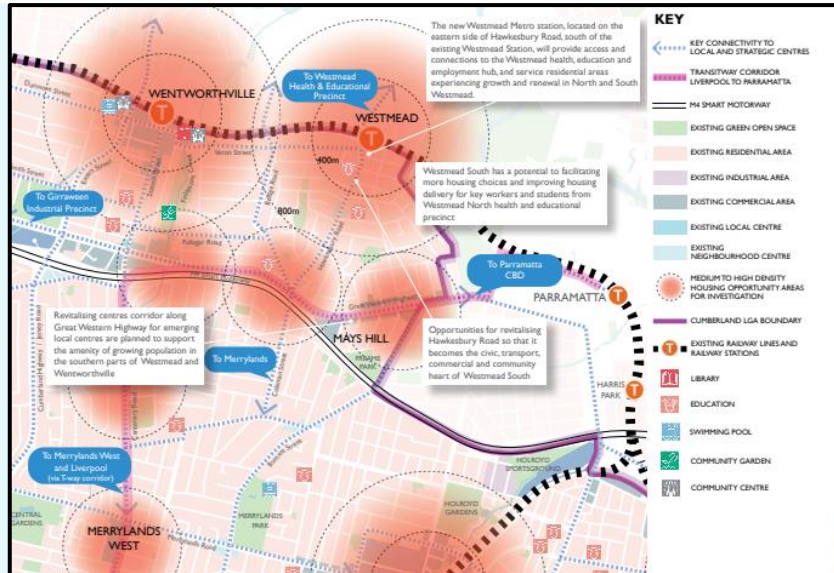 The new Westmead Metro station, located on the
eastern side of Hawkesbury Road, south of the
existing Westmead Station, will provide access and
connections to the Westmead health, education and
employment hub, and service residential areas
experiencing growth and renewal in North and South
Westmead.
To Westmead
Health & Educational
Precinct
WENTWORTHVILLE
T
WESTMEAD
T
400m
800m
Westmead South has a potential to facilitating
more housing choices and improving housing
delivery for key workers and students from
Westmead North health and educational
precinct
To Girraween
Industrial Precinct
To Parramatta
CBD
PARRAMATTA
T
Great Western Highway
Revitalising centres corridor along
Great Western Highway for emerging
local centres are planned to support
the amenity of growing population in
the southern parts of Westmead and
Wentworthville
To Merrylands
MAYS HILL
Opportunities for revitalising
Hawkesbury Road so that it
becomes the civic, transport,
commercial and community
heart of Westmead South
HARRIS
PARK
T
Cumberland Highway
To Merrylands West
and Liverpool
(via T-way corridor)
HOLROYD
SPORTSGROUND
MERRYLANDS
PARK
HOLROYD
GARDENS
CENTRAL
GARDENS
MERRYLANDS
WEST
Merrylands Road
KEY
KEY CONNECTIVITY TO
LOCAL AND STRATEGIC CENTRES
TRANSITWAY CORRIDOR
LIVERPOOL TO PARRAMATTA
M4 SMART MOTORWAY
EXISTING GREEN OPEN SPACE
EXISTING RESIDENTIAL AREA
EXISTING INDUSTRIAL AREA
EXISTING COMMERCIAL AREA
EXISTING LOCAL CENTRE
EXISTING
NEIGHBOURHOOD CENTRE
MEDIUM TO HIGH DENSITY
HOUSING OPPORTUNITY AREAS
FOR INVESTIGATION
CUMBERLAND LGA BOUNDARY
T
EXISTING RAILWAY LINES AND
RAILWAY STATIONS
LIBRARY
EDUCATION
SWIMMING POOL
COMMUNITY GARDEN
COMMUNITY CENTRE